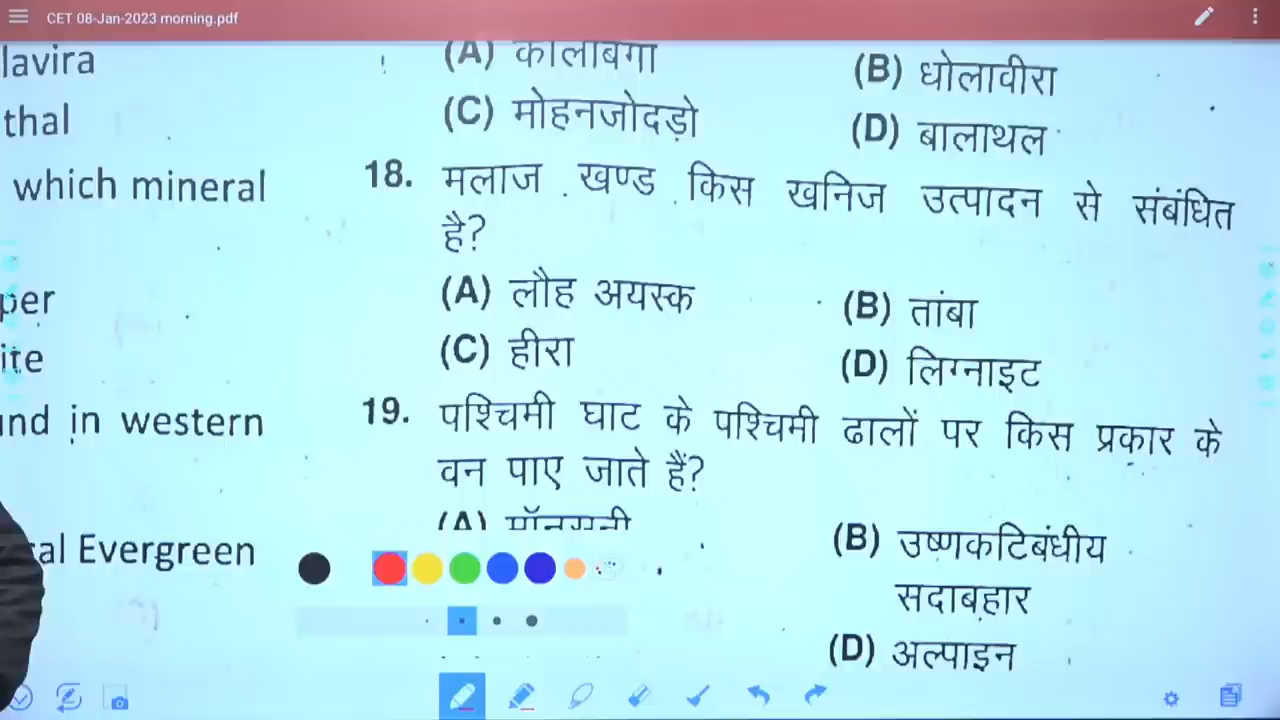 CET 08-Jan-2023 morning.pdf
lavira
thal
which mineral
per
ite
und in western
al Evergreen
(A) कालीबंगा
(B) धोलावीरा
(C) मोहनजोदड़ो
(D) बालाथल
18. मलाज खण्ड किस खनिज उत्पादन से संबंधित
है?
(A) लौह अयस्क
(B) तांबा
(C) हीरा
(D) लिग्नाइट
19. पश्चिमी घाट के पश्चिमी ढालों पर किस प्रकार के
वन पाए जाते हैं?
(A) मॉनसूनी
(B) उष्णकटिबंधीय
सदाबहार
(D) अल्पाइन